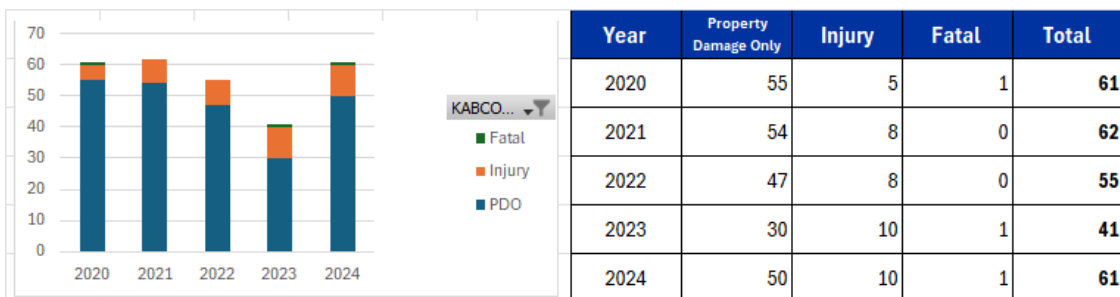 70
60
50
40
30
20
10
0
2020 2021 2022 2023 2024
KABCO...
Fatal
Injury
PDO
Year Property Damage Only Injury Fatal Total
2020 55 5 1 61
2021 54 8 0 62
2022 47 8 0 55
2023 30 10 1 41
2024 50 10 1 61